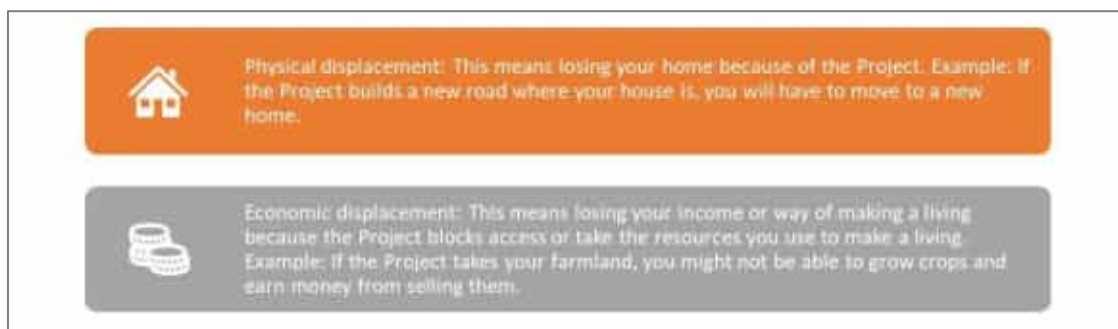 Physical displacement: This means losing your home because of the Project. Example: If
the Project builds a new road where your house is, you will have to move to a new
home.
Economic displacement: This means losing your income or way of making a living
because the Project blocks access or take the resources you use to make a living.
Example: If the Project takes your farmland, you might not be able to grow crops and
earn money from selling them.